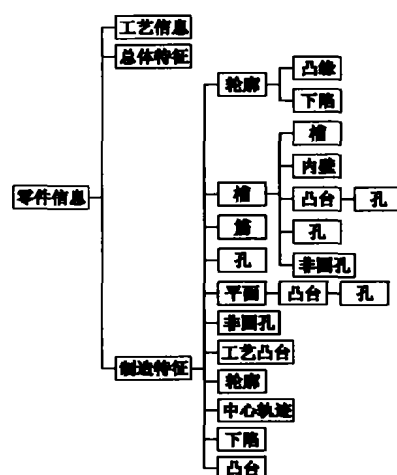 工艺信息
总体特征
凸缘
轮廓
下陷
槽
内壁
零件信息
槽
凸台
孔
筋
孔
孔
非圆孔
平面
凸台
孔
非圆孔
工艺凸台
制造特征
轮廓
中心轨迹
下陷
凸台